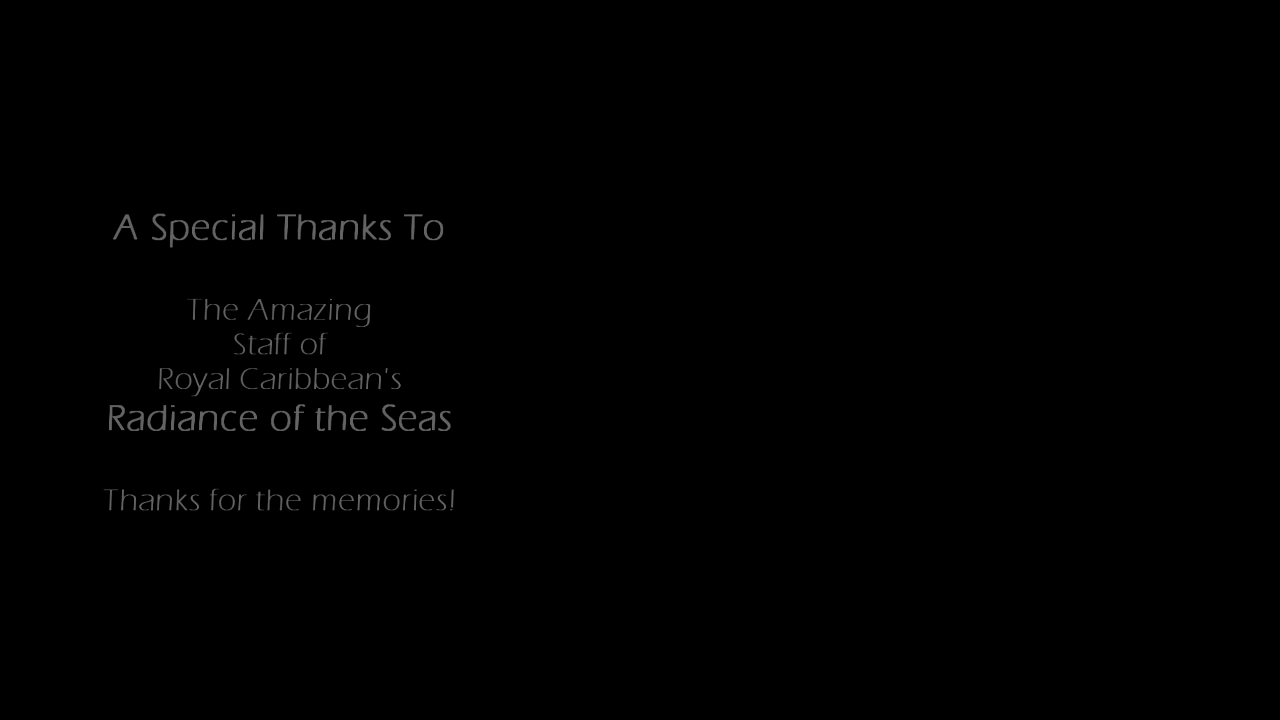 A Special Thanks To
The Amazing
Staff of
Royal Caribbean's
Radiance of the Seas
Thanks for the memories!